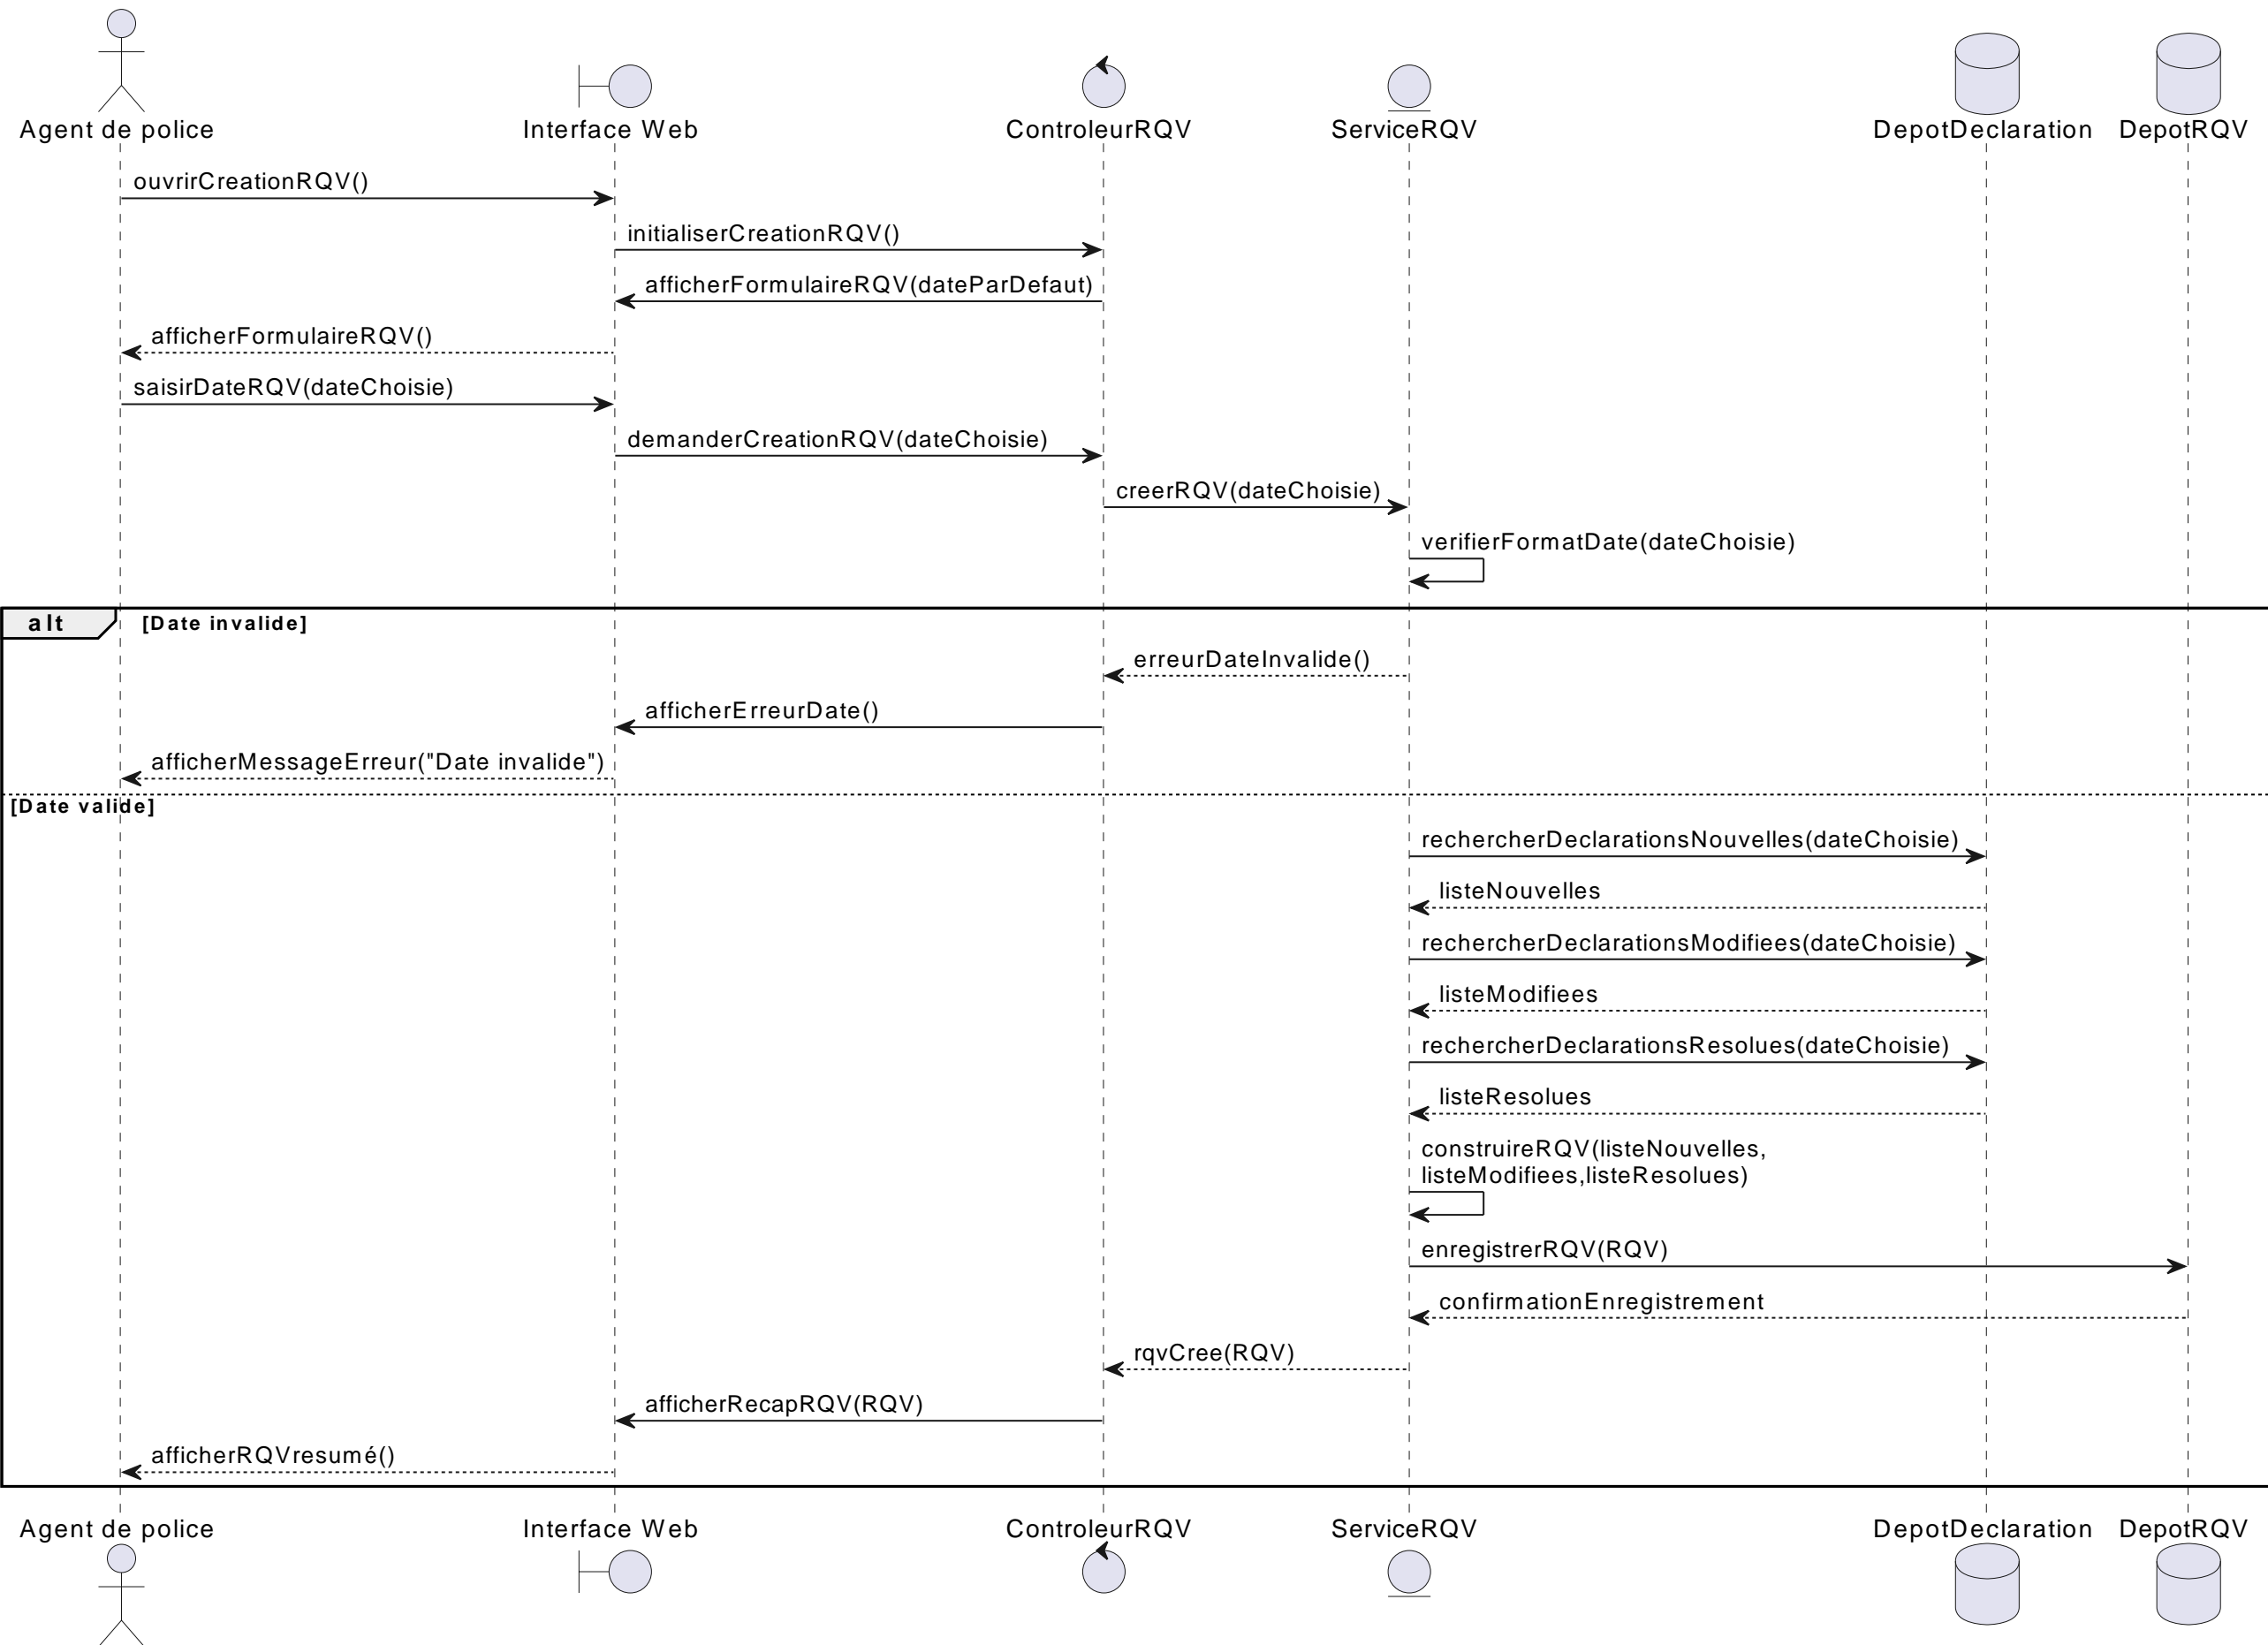 Agent de police
Interface Web
ControleurRQV
ServiceRQV
DepotDeclaration
DepotRQV
ouvrirCreationRQV()
initialiserCreationRQV()
afficherFormulaireRQV(dateParDefaut)
afficherFormulaireRQV()
saisirDateRQV(dateChoisie)
demanderCreationRQV(dateChoisie)
creerRQV(dateChoisie)
verifierFormatDate(dateChoisie)
alt
[Date invalide]
erreurDateInvalide()
afficherErreurDate()
afficherMessageErreur("Date invalide")
[Date valide]
rechercherDeclarationsNouvelles(dateChoisie)
listeNouvelles
rechercherDeclarationsModifiees(dateChoisie)
listeModifiees
rechercherDeclarationsResolues(dateChoisie)
listeResolues
construireRQV(listeNouvelles,
listeModifiees,listeResolues)
enregistrerRQV(RQV)
confirmationEnregistrement
rqvCree(RQV)
afficherRecapRQV(RQV)
afficherRQVresumé()
Agent de police
Interface Web
ControleurRQV
ServiceRQV
DepotDeclaration
DepotRQV